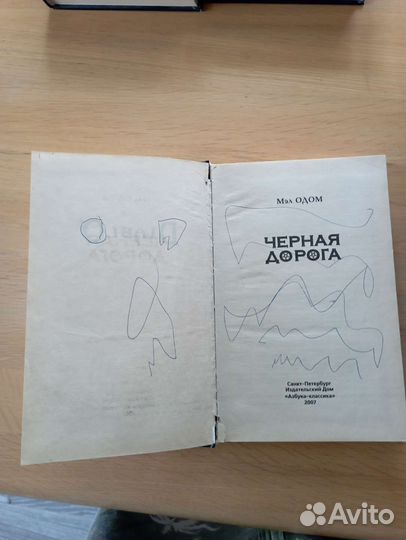 Мэл ОДОМ
ЧЕРНАЯ
ДОРОГА
Санкт-Петербург
Издательский Дом
«Азбука-классика»
2007
Avito